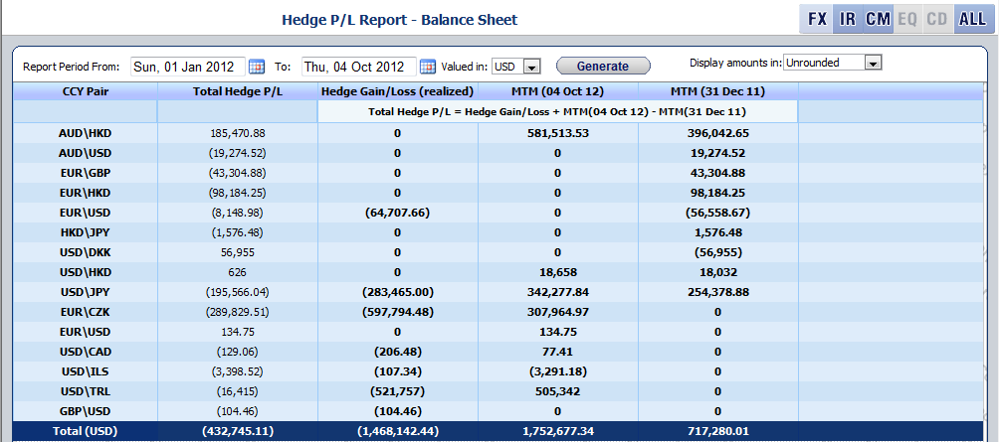 Hedge P/L Report - Balance Sheet
FX IR CM EQ CD ALL
Report Period From: Sun, 01 Jan 2012 To: Thu, 04 Oct 2012 Valued in: USD Generate Display amounts in: Unrounded
CCY Pair Total Hedge P/L Hedge Gain/Loss (realized) MTM (04 Oct 12) MTM (31 Dec 11)
Total Hedge P/L = Hedge Gain/Loss + MTM(04 Oct 12) - MTM(31 Dec 11)
AUD\HKD 185,470.88 0 581,513.53 396,042.65
AUD\USD (19,274.52) 0 0 19,274.52
EUR\GBP (43,304.88) 0 0 43,304.88
EUR\HKD (98,184.25) 0 0 98,184.25
EUR\USD (8,148.98) (64,707.66) 0 (56,558.67)
HKD\JPY (1,576.48) 0 0 1,576.48
USD\DKK 56,955 0 0 (56,955)
USD\HKD 626 0 18,658 18,032
USD\JPY (195,566.04) (283,465.00) 342,277.84 254,378.88
EUR\CZK (289,829.51) (597,794.48) 307,964.97 0
EUR\USD 134.75 0 134.75 0
USD\CAD (129.06) (206.48) 77.41 0
USD\ILS (3,398.52) (107.34) (3,291.18) 0
USD\TRL (16,415) (521,757) 505,342 0
GBP\USD (104.46) (104.46) 0 0
Total (USD) (432,745.11) (1,468,142.44) 1,752,677.34 717,280.01